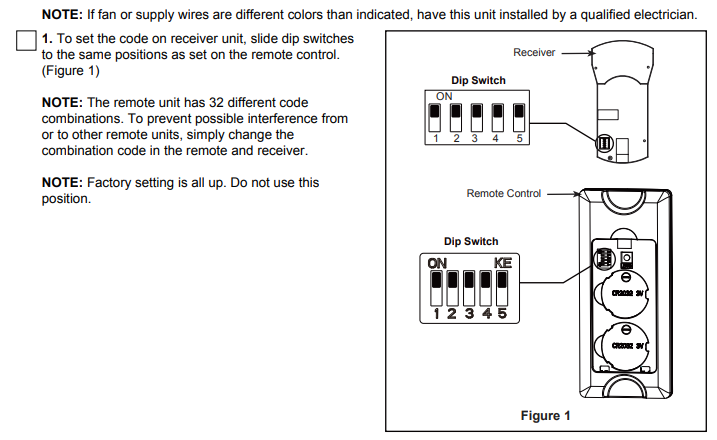 NOTE: If fan or supply wires are different colors than indicated, have this unit installed by a qualified electrician.
1. To set the code on receiver unit, slide dip switches
to the same positions as set on the remote control.
(Figure 1)
NOTE: The remote unit has 32 different code
combinations. To prevent possible interference from
or to other remote units, simply change the
combination code in the remote and receiver.
NOTE: Factory setting is all up. Do not use this
position.
Receiver
Dip Switch
ON
1 2 3 4 5
Remote Control
Dip Switch
ON KE
1 2 3 4 5
CR2032 3V
CR2032 3V
Figure 1